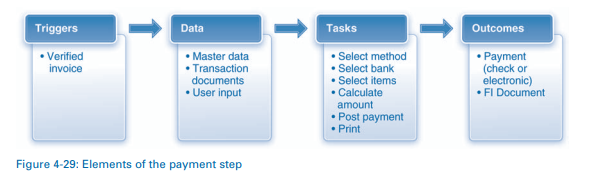 Triggers
• Verified
invoice
Data
• Master data
• Transaction
documents
• User input
Tasks
• Select method
• Select bank
• Select items
• Calculate
amount
• Post payment
• Print
Outcomes
• Payment
(check or
electronic)
• FI Document
Figure 4-29: Elements of the payment step